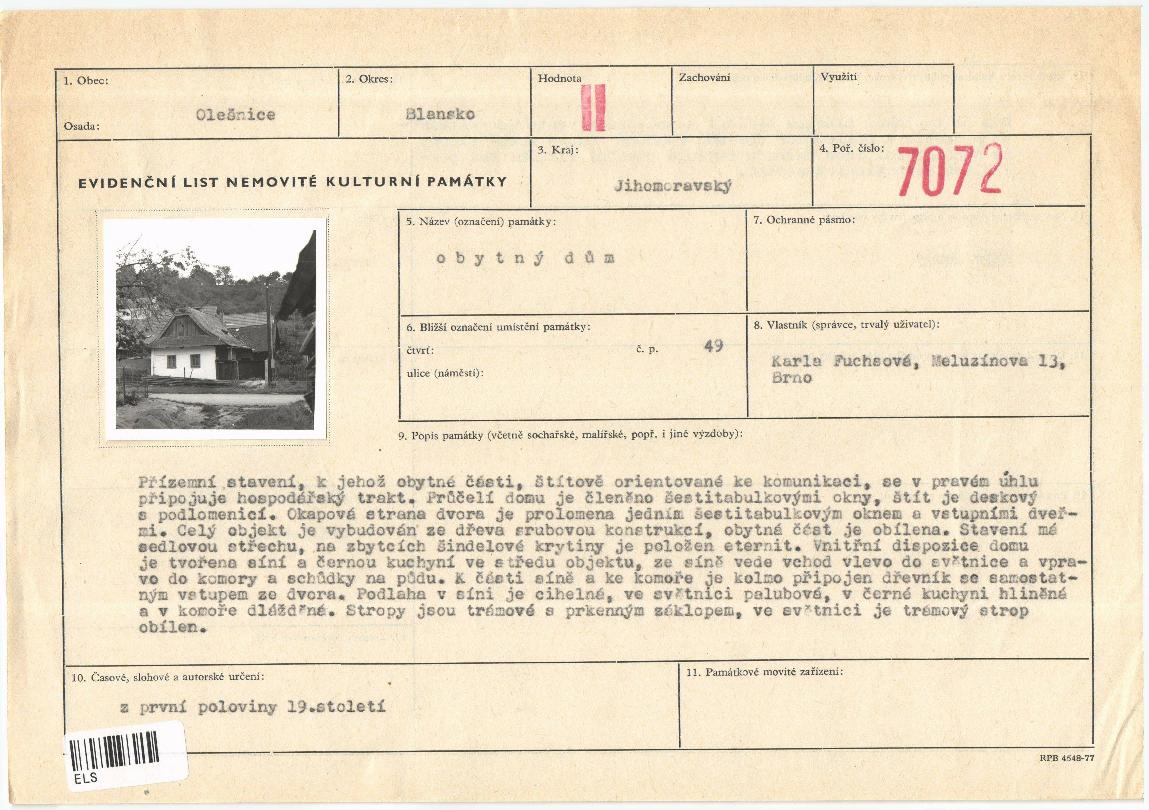 1. Obec:
Olešnice
Osada:
2. Okres:
Blansko
Hodnota
II
Zachování
Využití
EVIDENČNÍ LIST NEMOVITÉ KULTURNÍ PAMÁTKY
3. Kraj:
Jihomoravský
4. Poř. číslo:
7072
5. Název (označení) památky:
obytný dům
7. Ochranné pásmo:
6. Bližší označení umístění památky:
čtvrť:
č. p. 49
ulice (náměstí):
8. Vlastník (správce, trvalý uživatel):
Karla Fuchsová, Meluzínova 13,
Brno
9. Popis památky (včetně sochařské, malířské, popř. i jiné výzdoby):
Přízemní stavení, k jehož obytné části, štítově orientované ke komunikaci, se v pravém úhlu
připojuje hospodářský trakt. Průčelí domu je členěno šestitabulkovými okny, štít je deskový
s podlomenicí. Okapová strana dvora je prolomena jedním šestitabulkovým oknem a vstupními dveř-
mi. Celý objekt je vybudován ze dřeva srubovou konstrukcí, obytná část je obílena. Stavení má
sedlovou střechu, na zbytcích šindelové krytiny je položen eternit. Vnitřní dispozice domu
je tvořena síní a černou kuchyní ve středu objektu, ze síně vede vchod vlevo do světnice a vpra-
vo do komory a schůdky na půdu. K části síně a ke komoře je kolmo připojen dřevník se samostat-
ným vstupem ze dvora. Podlaha v síni je cihelná, ve světnici palubová, v černé kuchyni hliněná
a v komoře dlážděná. Stropy jsou trámové s prkenným záklopem, ve světnici je trámový strop
obílen.
10. Časové, slohové a autorské určení:
z první poloviny 19.století
11. Památkové movité zařízení:
ELS
RPB 4548-77